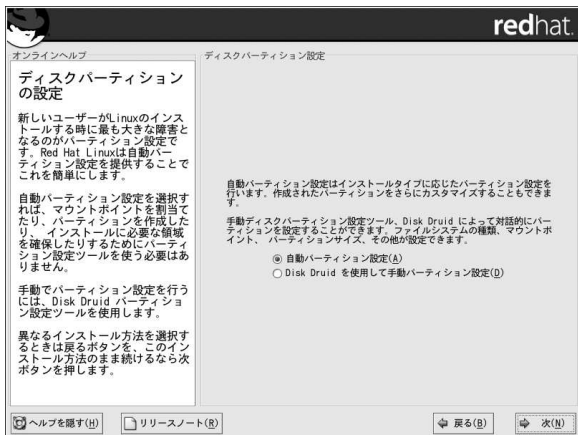 redhat.
オンラインヘルプ
ディスクパーティション
の設定
新しいユーザーがLinuxのインス
トールする時に最も大きな障害と
なるのがパーティション設定で
す。Red Hat Linuxは自動パー
ティション設定を提供することで
これを簡単にします。
自動パーティション設定を選択す
れば、マウントポイントを割当て
たり、パーティションを作成した
り、 インストールに必要な領域
を確保したりするためにパーティ
ション設定ツールを使う必要はあ
りません。
手動でパーティション設定を行う
には、Disk Druid パーティショ
ン設定ツールを使用します。
異なるインストール方法を選択す
るときは戻るボタンを、このイン
ストール方法のまま続けるなら次
ボタンを押します。
ディスクパーティション設定
自動パーティション設定はインストールタイプに応じたパーティション設定を
行います. 作成されたパーティションをさらにカスタマイズすることもできま
す.
手動ディスクパーティション設定ツール、Disk Druid によって対話的にパー
ティションを設定することができます. ファイルシステムの種類、マウントポ
イント、 パーティションサイズ、その他が設定できます.
自動パーティション設定(A)
Disk Druid を使用して手動パーティション設定(D)
ヘルプを隠す(H)
リリースノート(R)
戻る(B)
次(N)